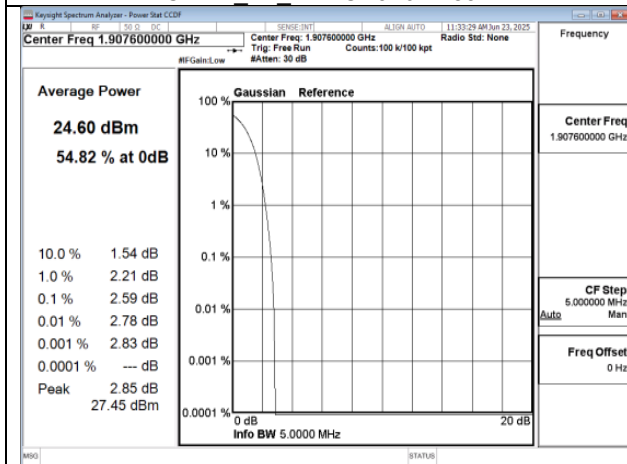 Keysight Spectrum Analyzer - Power Stat CCDF
R RF 50 Ω DC SENSE:INT ALIGN AUTO 11:33:29 AM Jun 23, 2025
Center Freq 1.907600000 GHz
Center Freq: 1.907600000 GHz Radio Std: None
Trig: Free Run Counts:100 k/100 kpt
#IFGain:Low #Atten: 30 dB
Frequency
Average Power
24.60 dBm
54.82 % at 0dB
10.0 % 1.54 dB
1.0 % 2.21 dB
0.1 % 2.59 dB
0.01 % 2.78 dB
0.001 % 2.83 dB
0.0001 % --- dB
Peak 2.85 dB
27.45 dBm
Gaussian Reference
100 %
10 %
1 %
0.1 %
0.01 %
0.001 %
0.0001 %
0 dB 20 dB
Info BW 5.0000 MHz
Center Freq
1.907600000 GHz
CF Step
5.000000 MHz
Auto Man
Freq Offset
0 Hz
MSG STATUS